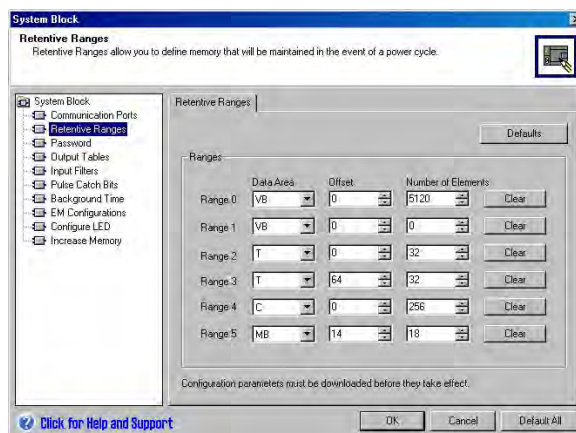 System Block
Retentive Ranges
Retentive Ranges allow you to define memory that will be maintained in the event of a power cycle.
System Block
Communication Ports
Retentive Ranges
Password
Output Tables
Input Filters
Pulse Catch Bits
Background Time
EM Configurations
Configure LED
Increase Memory
Retentive Ranges
Defaults
Ranges
Data Area Offset Number of Elements
Range 0 VB 0 5120 Clear
Range 1 VB 0 0 Clear
Range 2 T 0 32 Clear
Range 3 T 64 32 Clear
Range 4 C 0 256 Clear
Range 5 MB 14 18 Clear
Configuration parameters must be downloaded before they take effect.
Click for Help and Support
OK Cancel Default All